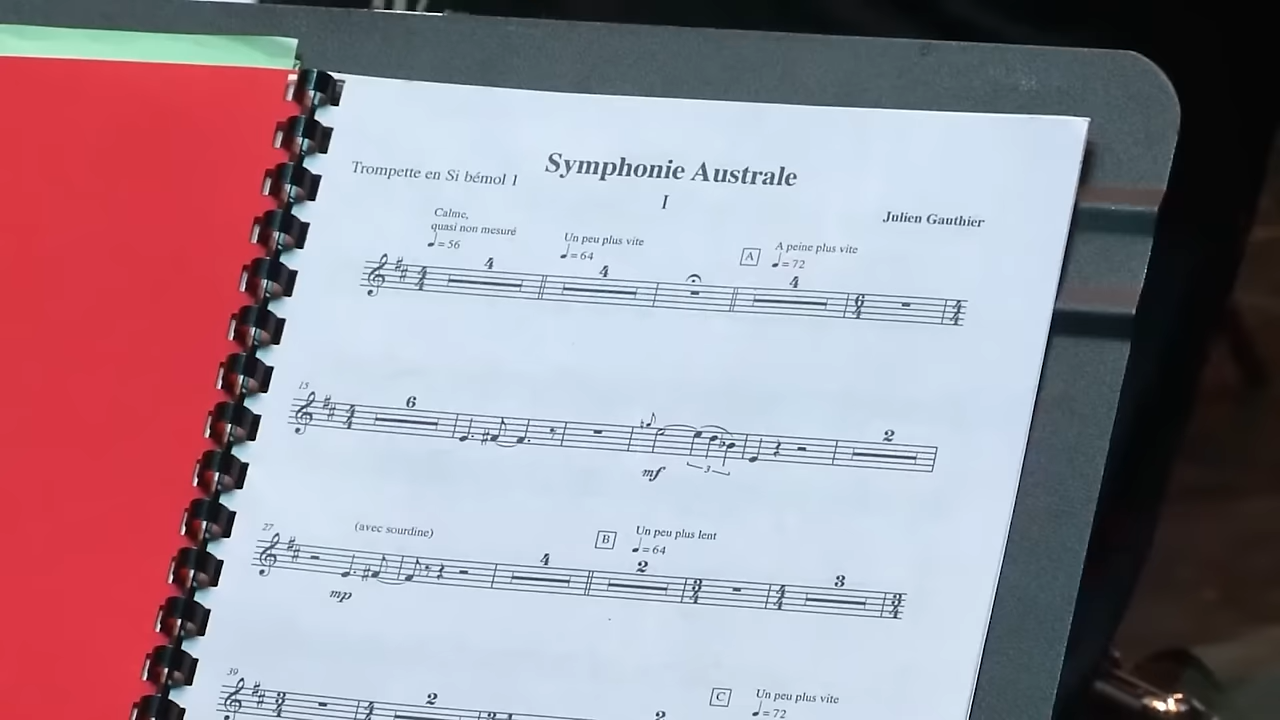 Symphonie Australe
Trompette en Si bémol 1
I
Julien Gauthier
Calme,
quasi non mesuré
♩= 56
Un peu plus vite
♩= 64
A
A peine plus vite
♩= 72
4
4
4
15
6
mf
3
2
27
(avec sourdine)
B
Un peu plus lent
♩= 64
4
2
3
mp
39
2
2
C
Un peu plus vite
♩= 72